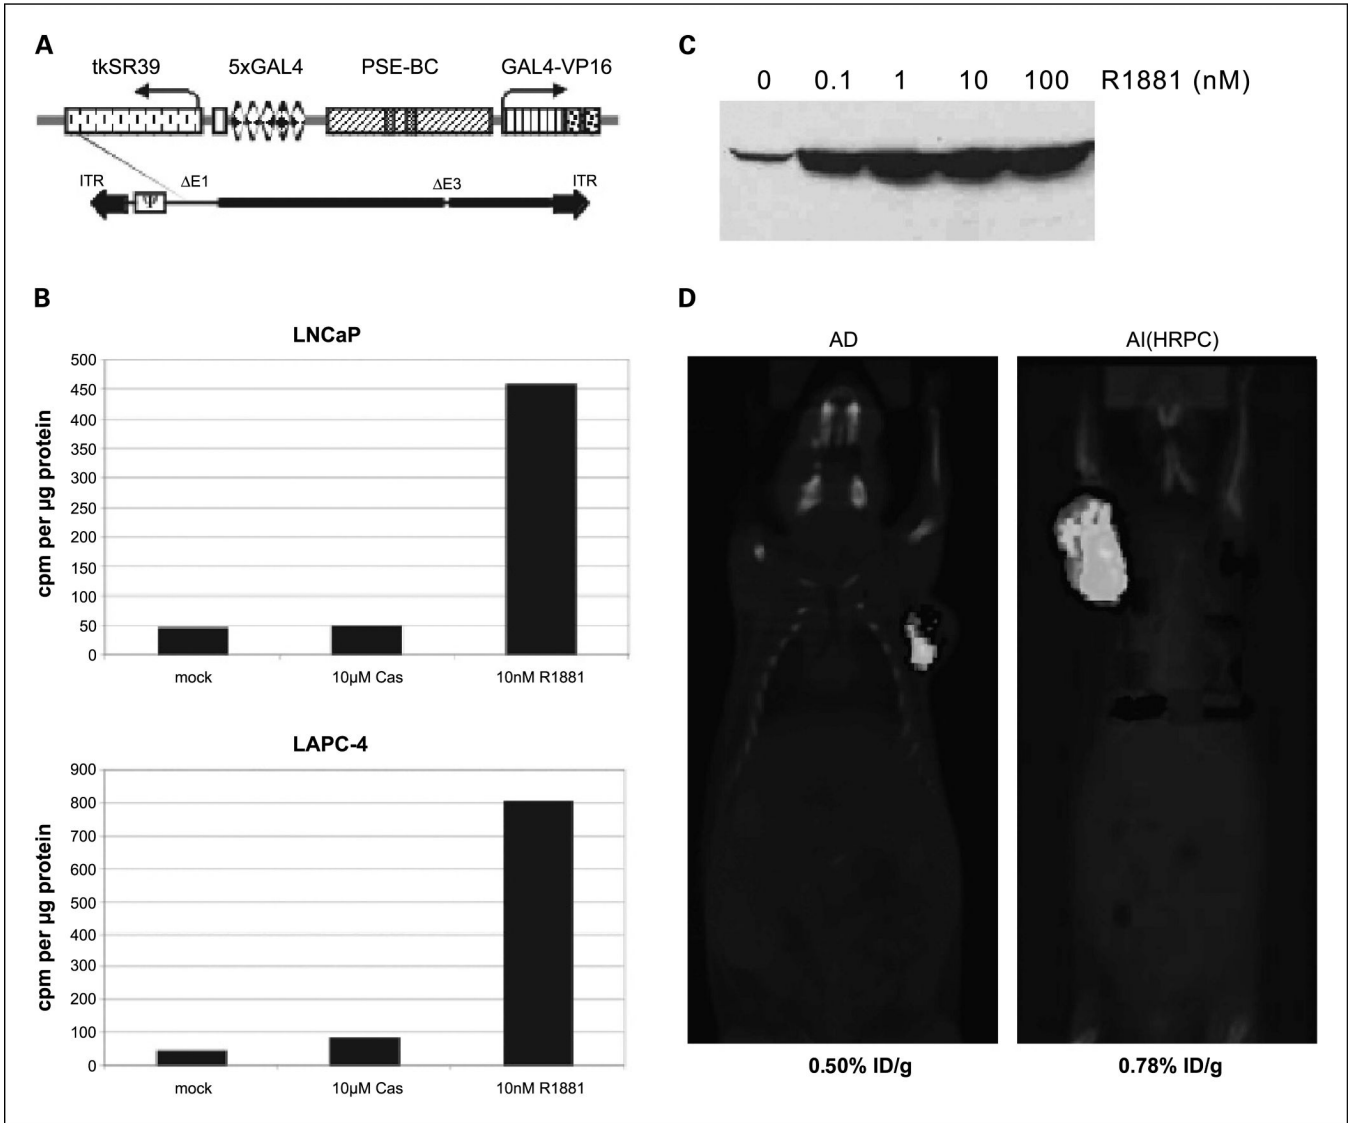 A
tkSR39 5xGAL4 PSE-BC GAL4-VP16
ITR Ψ ΔE1 ΔE3 ITR
B
LNCaP
cpm per µg protein
500
450
400
350
300
250
200
150
100
50
0
mock 10µM Cas 10nM R1881
LAPC-4
cpm per µg protein
900
800
700
600
500
400
300
200
100
0
mock 10µM Cas 10nM R1881
C
0 0.1 1 10 100 R1881 (nM)
D
AD AI(HRPC)
0.50% ID/g 0.78% ID/g